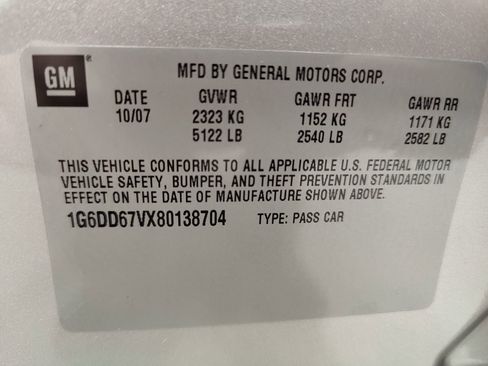 GM ®
MFD BY GENERAL MOTORS CORP.
DATE GVWR GAWR FRT GAWR RR
10/07 2323 KG 1152 KG 1171 KG
5122 LB 2540 LB 2582 LB
THIS VEHICLE CONFORMS TO ALL APPLICABLE U.S. FEDERAL MOTOR
VEHICLE SAFETY, BUMPER, AND THEFT PREVENTION STANDARDS IN
EFFECT ON THE DATE OF MANUFACTURE SHOWN ABOVE.
1G6DD67VX80138704 TYPE: PASS CAR